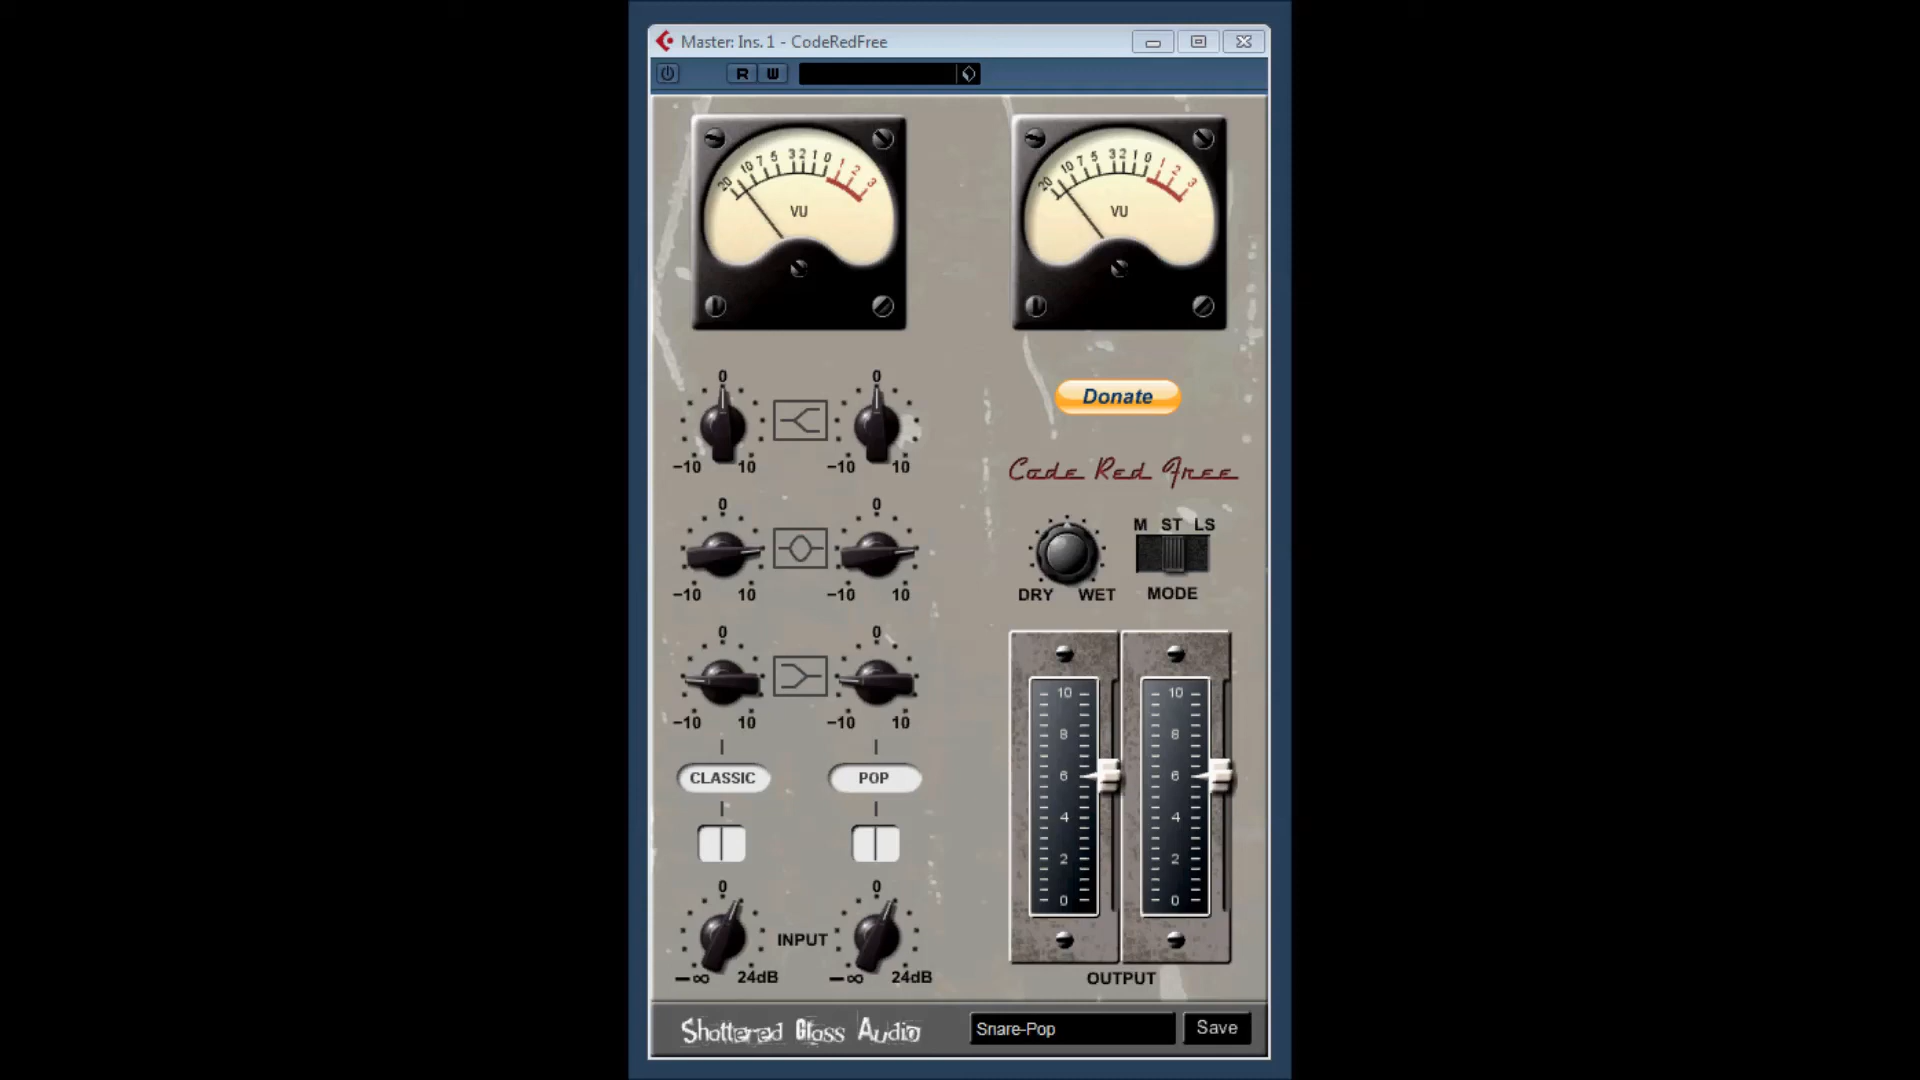 Master: Ins. 1 - CodeRedFree
R W
20 10 7 5 3 2 1 0 1 2 3
VU
20 10 7 5 3 2 1 0 1 2 3
VU
0 0
-10 10 -10 10
Donate
Code Red Free
0 0
-10 10 -10 10
M ST LS
DRY WET MODE
0 0
-10 10 -10 10
CLASSIC POP
0 0
INPUT
-∞ 24dB -∞ 24dB
10 10
8 8
6 6
4 4
2 2
0 0
OUTPUT
Shattered Glass Audio
Snare-Pop
Save